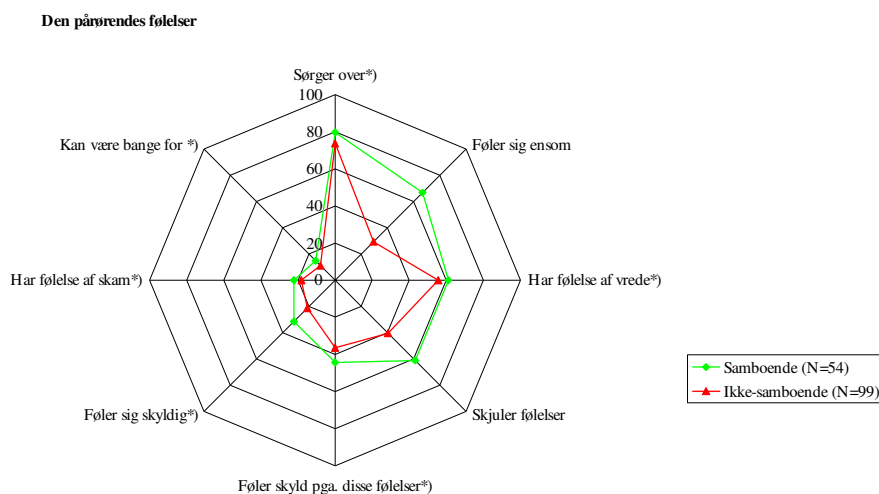 Den pårørendes følelser
Sørger over*)
100
80
60
40
20
0
Kan være bange for *)
Føler sig ensom
Har følelse af skam*)
Har følelse af vrede*)
Føler sig skyldig*)
Skjuler følelser
Føler skyld pga. disse følelser*)
Samboende (N=54)
Ikke-samboende (N=99)